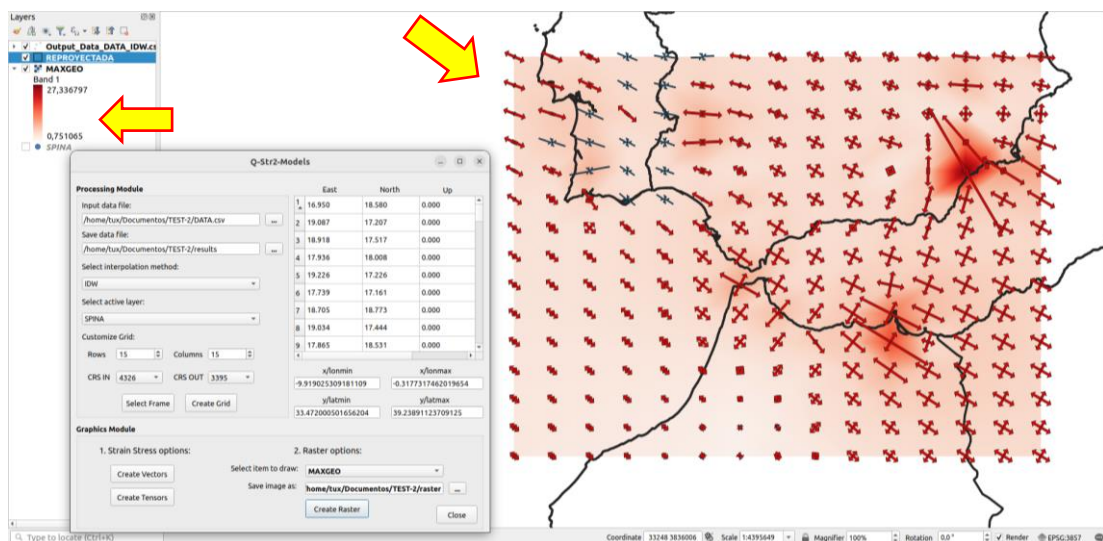 Layers
Output_Data_DATA_IDW.cs
REPROYECTADA
MAXGEO
Band 1
27,336797
0,751065
SPINA
Q-Str2-Models
Processing Module
Input data file:
/home/tux/Documentos/TEST-2/DATA.csv
...
Save data file:
/home/tux/Documentos/TEST-2/results
...
Select interpolation method:
IDW
Select active layer:
SPINA
Customize Grid:
Rows 15 Columns 15
CRS IN 4326 CRS OUT 3395
Select Frame Create Grid
East North Up
1 16.950 18.580 0.000
2 19.087 17.207 0.000
3 18.918 17.517 0.000
4 17.936 18.008 0.000
5 19.226 17.226 0.000
6 17.739 17.161 0.000
7 18.705 18.773 0.000
8 19.034 17.444 0.000
9 17.865 18.531 0.000
x/lonmin x/lonmax
-9.919025309181109 -0.3177317462019654
y/latmin y/latmax
33.472000501656204 39.23891123709125
Graphics Module
1. Strain Stress options:
Create Vectors
Create Tensors
2. Raster options:
Select item to draw: MAXGEO
Save image as: home/tux/Documentos/TEST-2/raster ...
Create Raster
Close
Type to locate (Ctrl+K)
Coordinate 33248 3836006 Scale 1:4395649 Magnifier 100% Rotation 0,0 ° Render EPSG:3857